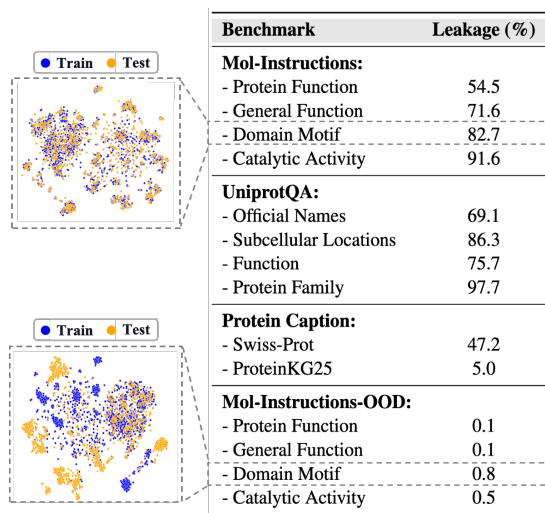 Train Test
Train Test
Benchmark Leakage (%)
Mol-Instructions:
- Protein Function 54.5
- General Function 71.6
- Domain Motif 82.7
- Catalytic Activity 91.6
UniprotQA:
- Official Names 69.1
- Subcellular Locations 86.3
- Function 75.7
- Protein Family 97.7
Protein Caption:
- Swiss-Prot 47.2
- ProteinKG25 5.0
Mol-Instructions-OOD:
- Protein Function 0.1
- General Function 0.1
- Domain Motif 0.8
- Catalytic Activity 0.5